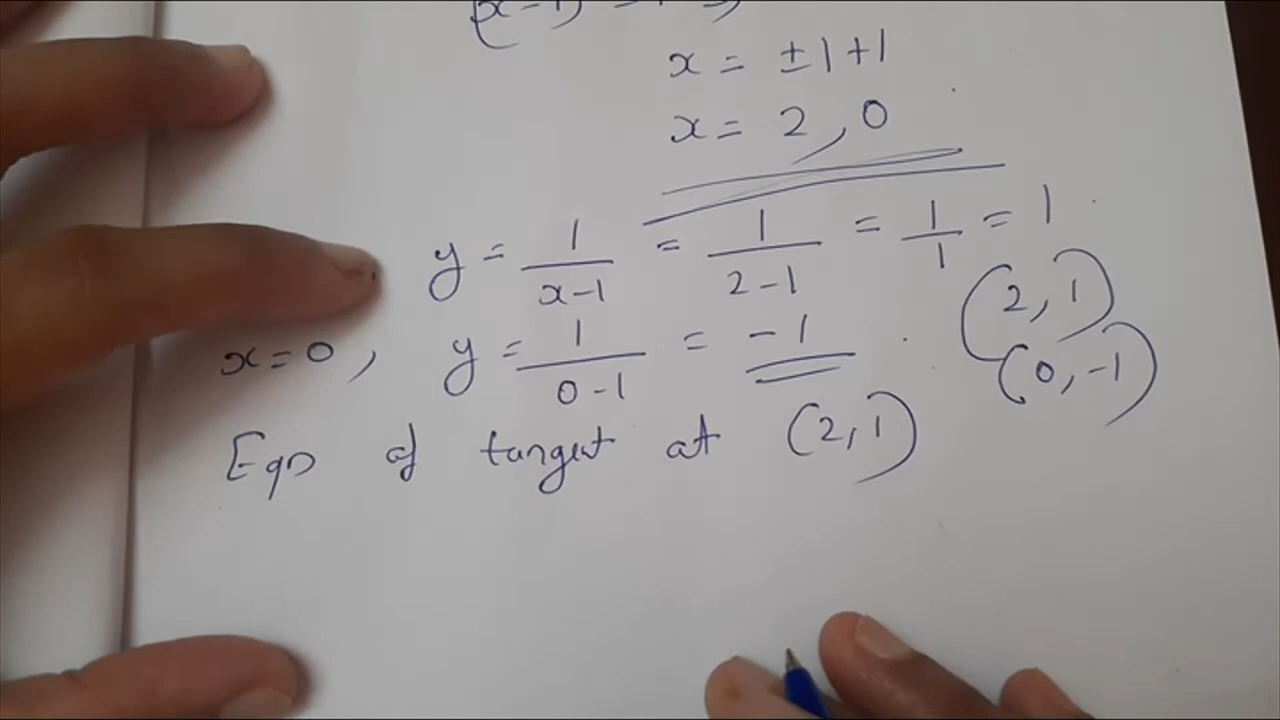 x = ±1+1
x = 2, 0
y = 1/(x-1) = 1/(2-1) = 1/1 = 1
(2, 1)
x=0, y = 1/(0-1) = -1
(0, -1)
Eqn of tangent at (2,1)